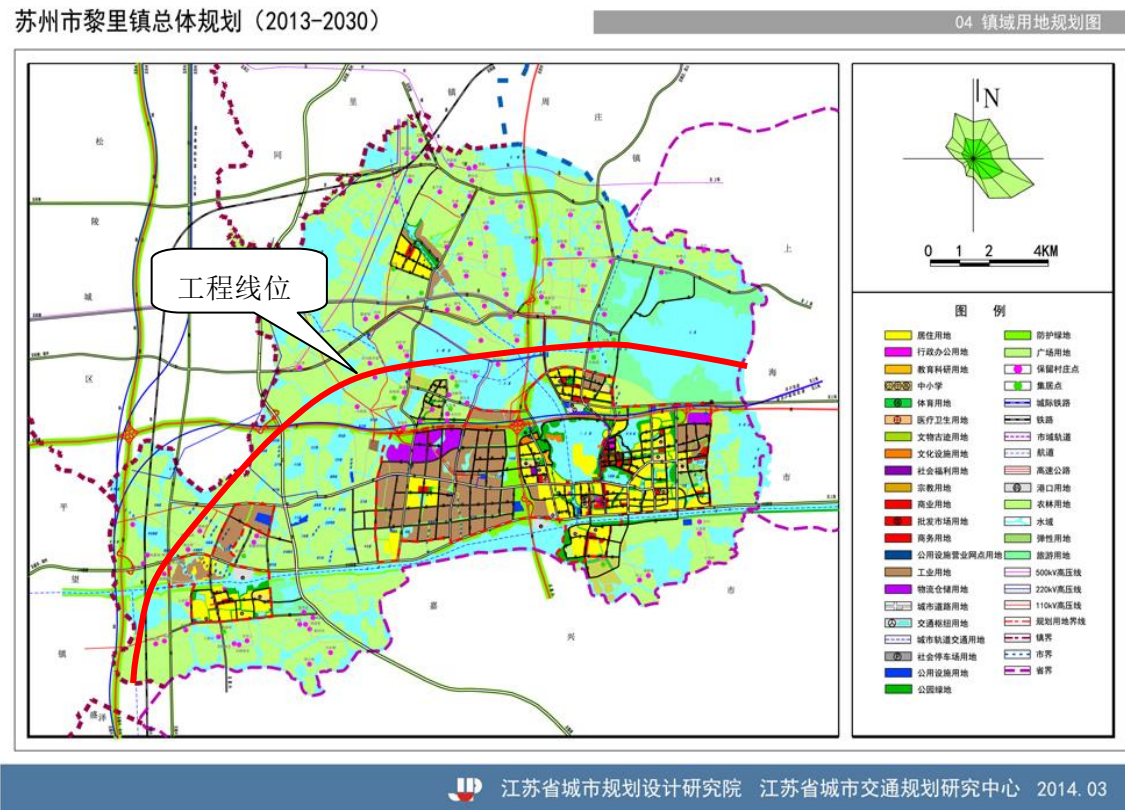 苏州市黎里镇总体规划（2013-2030）
04 镇域用地规划图
里
镇
周
庄
镇
松
同
陵
上
城
工程线位
区
海
平
市
望
嘉
市
兴
镇
盛泽
N
0 1 2 4KM
图 例
居住用地
行政办公用地
教育科研用地
中小学
体育用地
医疗卫生用地
文物古迹用地
文化设施用地
社会福利用地
宗教用地
商业用地
批发市场用地
商务用地
公用设施营业网点用地
工业用地
物流仓储用地
城市道路用地
交通枢纽用地
城市轨道交通用地
社会停车场用地
公用设施用地
公园绿地
防护绿地
广场用地
保留村庄点
集居点
城际铁路
铁路
市域轨道
航道
高速公路
港口用地
农林用地
水域
弹性用地
旅游用地
500kV高压线
220kV高压线
110kV高压线
规划用地界线
镇界
市界
省界
江苏省城市规划设计研究院 江苏省城市交通规划研究中心 2014.03